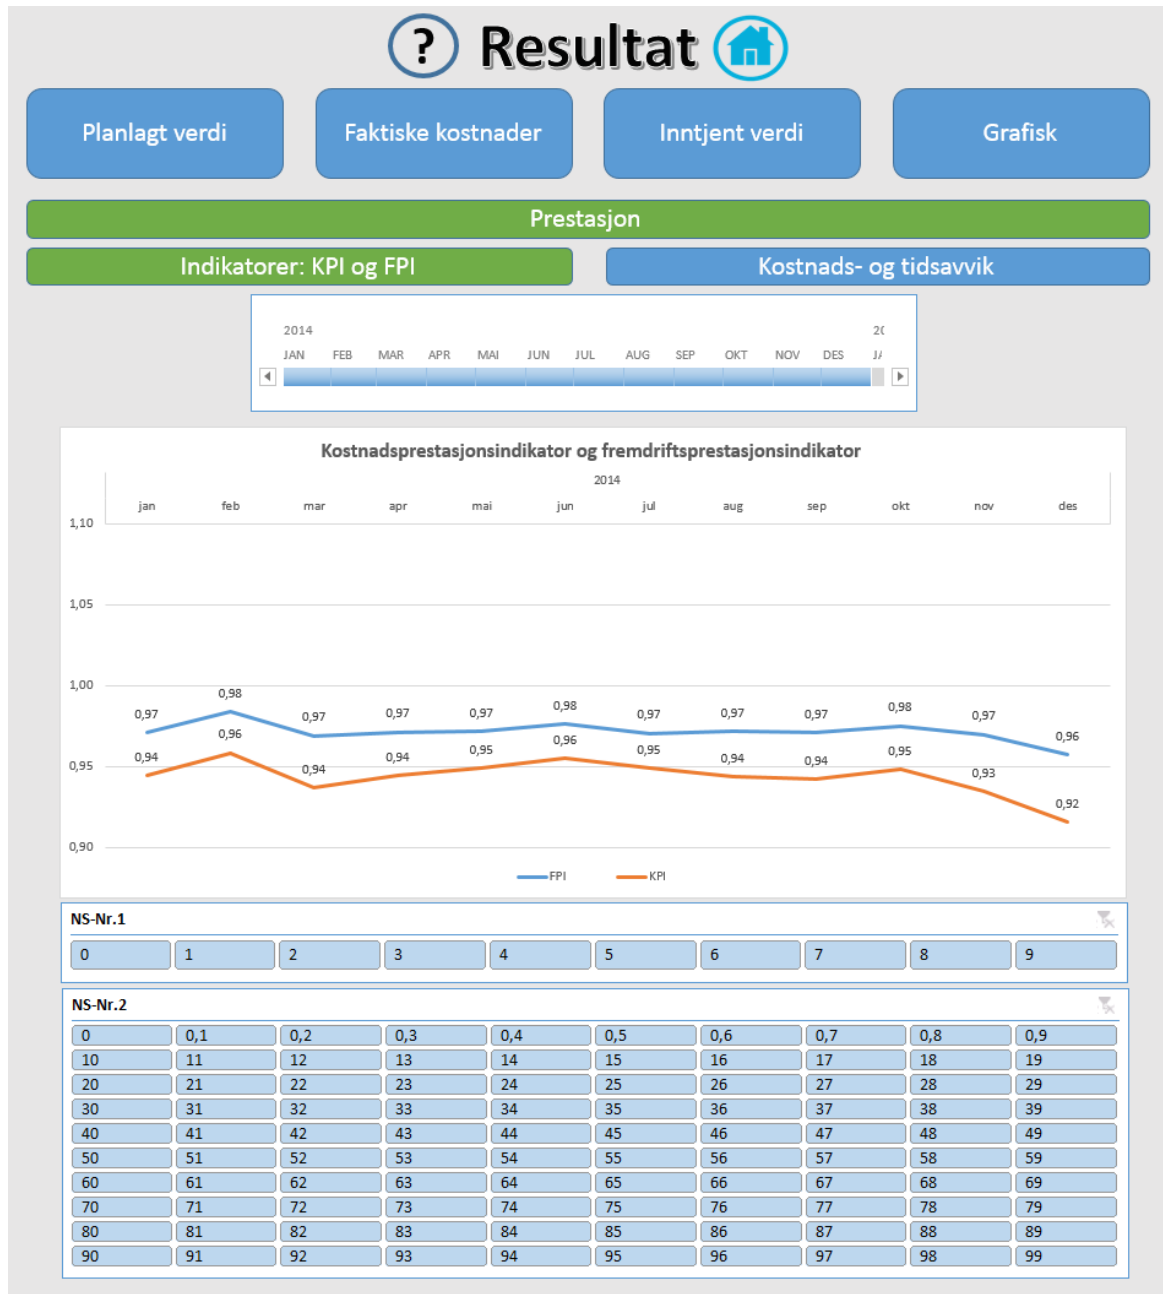 ? Resultat
Planlagt verdi Faktiske kostnader Inntjent verdi Grafisk
Prestasjon
Indikatorer: KPI og FPI Kostnads- og tidsavvik
2014
JAN FEB MAR APR MAI JUN JUL AUG SEP OKT NOV DES
Kostnadsprestasjonsindikator og fremdriftsprestasjonsindikator
2014
jan feb mar apr mai jun jul aug sep okt nov des
1,10
1,05
1,00
0,97 0,98 0,97 0,97 0,97 0,98 0,97 0,97 0,97 0,98 0,97 0,96
0,94 0,96 0,94 0,94 0,95 0,96 0,95 0,94 0,94 0,95 0,93 0,92
0,95
0,90
FPI KPI
NS-Nr.1
0 1 2 3 4 5 6 7 8 9
NS-Nr.2
0 0,1 0,2 0,3 0,4 0,5 0,6 0,7 0,8 0,9
10 11 12 13 14 15 16 17 18 19
20 21 22 23 24 25 26 27 28 29
30 31 32 33 34 35 36 37 38 39
40 41 42 43 44 45 46 47 48 49
50 51 52 53 54 55 56 57 58 59
60 61 62 63 64 65 66 67 68 69
70 71 72 73 74 75 76 77 78 79
80 81 82 83 84 85 86 87 88 89
90 91 92 93 94 95 96 97 98 99